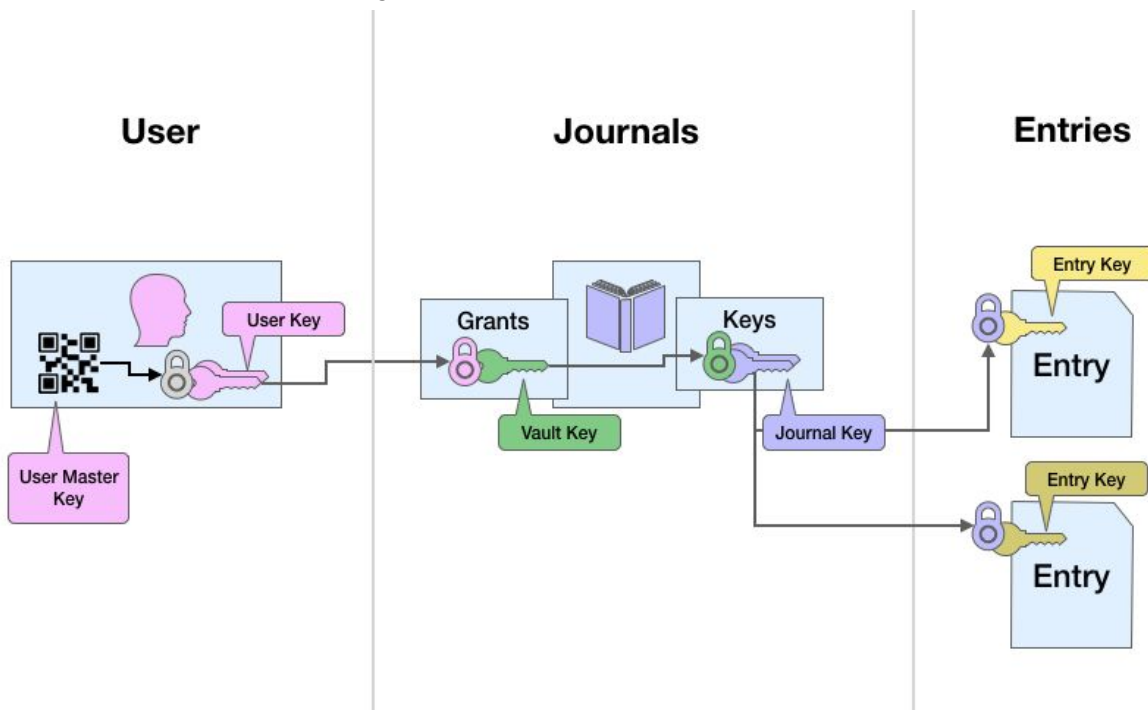 User
Journals
Entries
User Key
User Master
Key
Grants
Vault Key
Keys
Journal Key
Entry Key
Entry
Entry Key
Entry